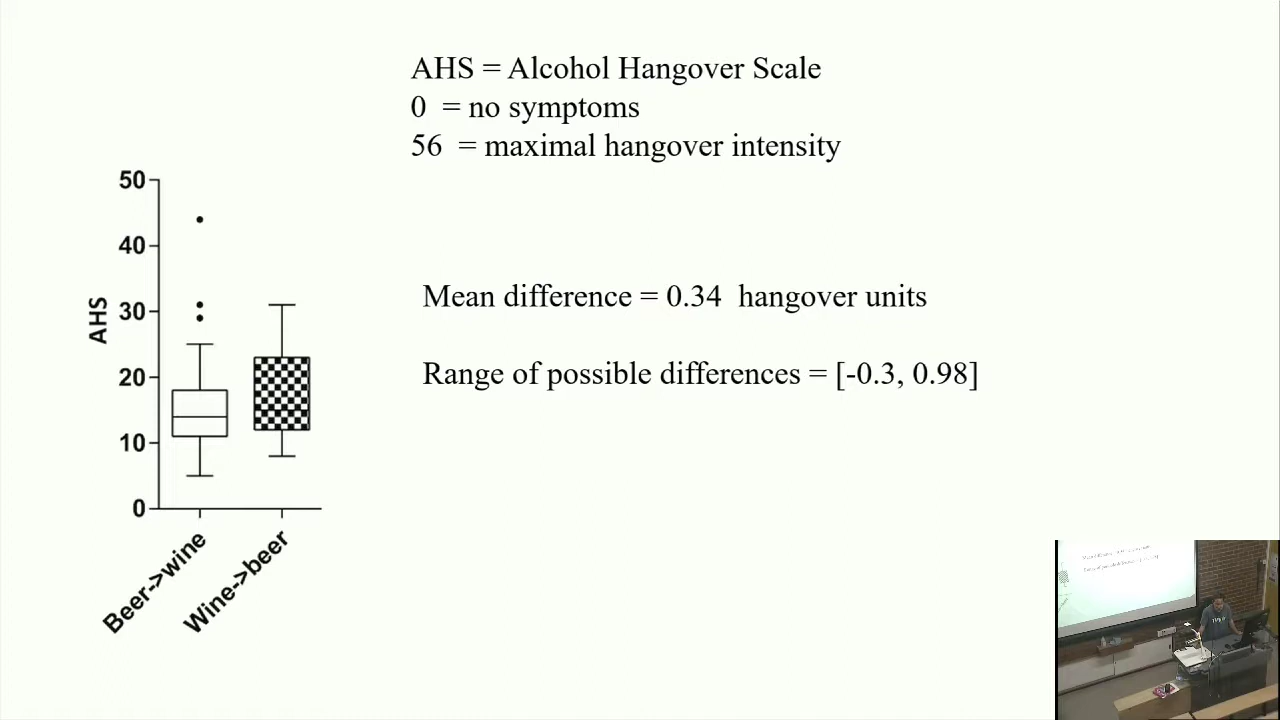 AHS = Alcohol Hangover Scale
0 = no symptoms
56 = maximal hangover intensity
50
40
30
20
10
0
AHS
Beer->wine
Wine->beer
Mean difference = 0.34 hangover units
Range of possible differences = [-0.3, 0.98]